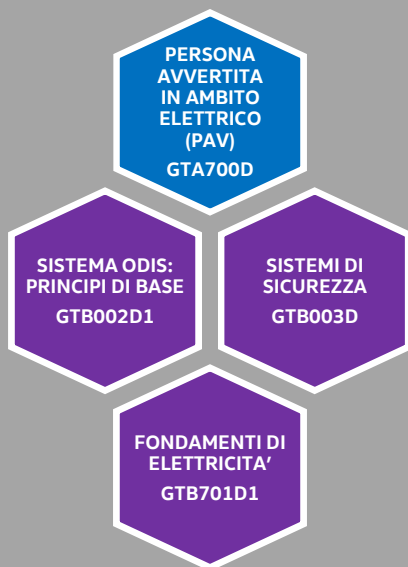 PERSONA
AVVERTITA
IN AMBITO
ELETTRICO
(PAV)
GTA700D
SISTEMA ODIS:
PRINCIPI DI BASE
GTB002D1
SISTEMI DI
SICUREZZA
GTB003D
FONDAMENTI DI
ELETTRICITA’
GTB701D1